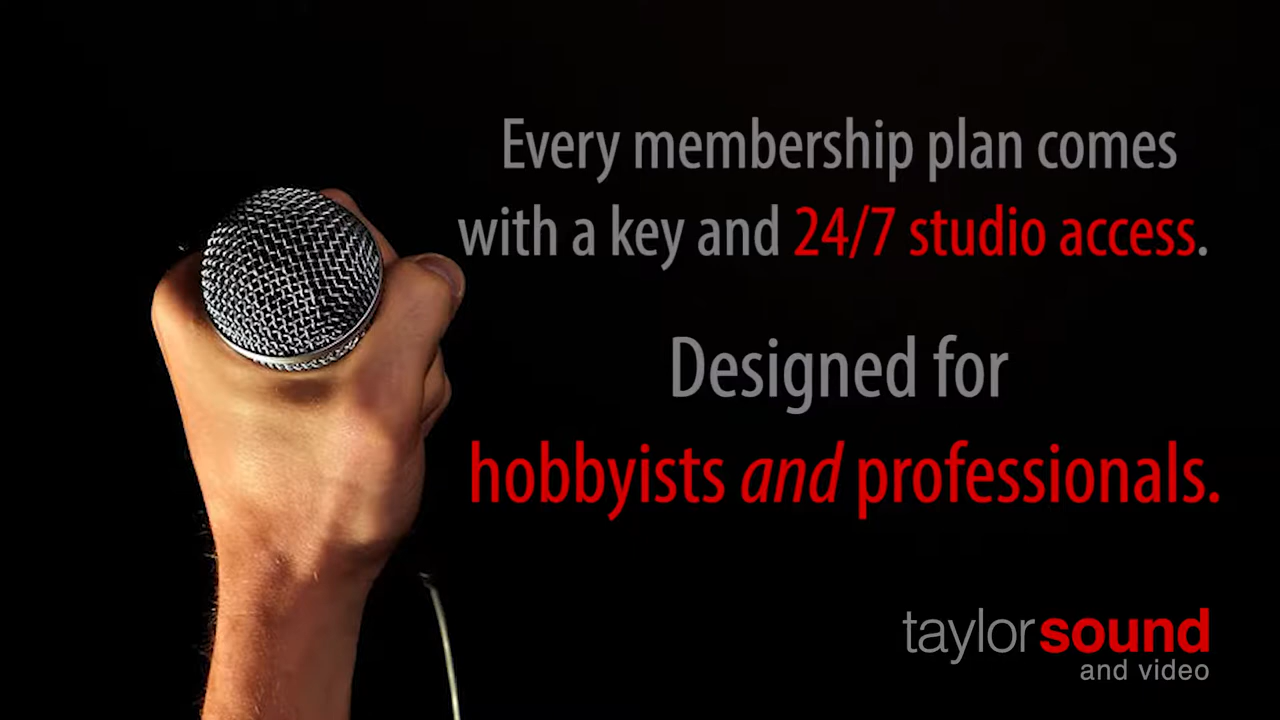 Every membership plan comes
with a key and 24/7 studio access.
Designed for
hobbyists and professionals.
taylorsound
and video